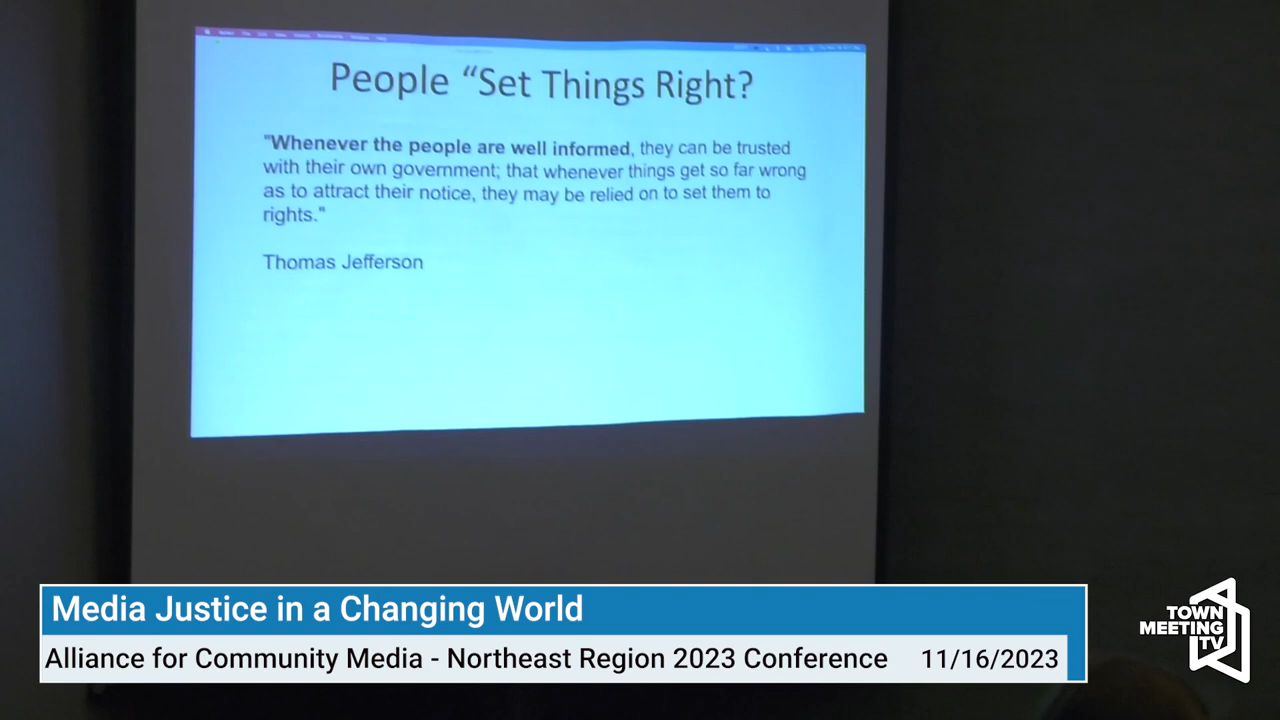 People “Set Things Right?
"Whenever the people are well informed, they can be trusted
with their own government; that whenever things get so far wrong
as to attract their notice, they may be relied on to set them to
rights."
Thomas Jefferson
Media Justice in a Changing World
Alliance for Community Media - Northeast Region 2023 Conference 11/16/2023
TOWN
MEETING
TV